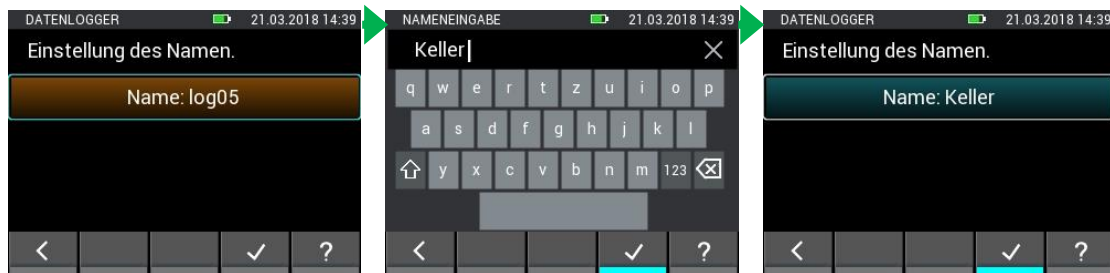 DATENLOGGER 21.03.2018 14:39
Einstellung des Namen.
Name: log05
?
NAMENEINGABE 21.03.2018 14:39
Keller
q w e r t z u i o p
a s d f g h j k l
y x c v b n m 123
?
DATENLOGGER 21.03.2018 14:39
Einstellung des Namen.
Name: Keller
?